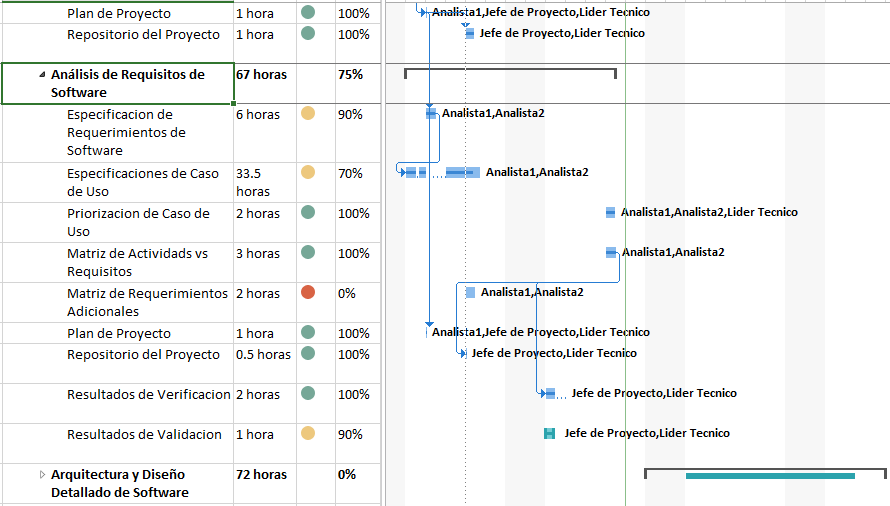 Plan de Proyecto 1 hora 100% Analista1,Jefe de Proyecto,Lider Tecnico
Repositorio del Proyecto 1 hora 100% Jefe de Proyecto,Lider Tecnico
Análisis de Requisitos de 67 horas 75%
Software
Especificacion de 6 horas 90% Analista1,Analista2
Requerimientos de
Software
Especificaciones de Caso 33.5 70% Analista1,Analista2
de Uso horas
Priorizacion de Caso de 2 horas 100% Analista1,Analista2,Lider Tecnico
Uso
Matriz de Actividads vs 3 horas 100% Analista1,Analista2
Requisitos
Matriz de Requerimientos 2 horas 0% Analista1,Analista2
Adicionales
Plan de Proyecto 1 hora 100% Analista1,Jefe de Proyecto,Lider Tecnico
Repositorio del Proyecto 0.5 horas 100% Jefe de Proyecto,Lider Tecnico
Resultados de Verificacion 2 horas 100% Jefe de Proyecto,Lider Tecnico
Resultados de Validacion 1 hora 90% Jefe de Proyecto,Lider Tecnico
Arquitectura y Diseño 72 horas 0%
Detallado de Software